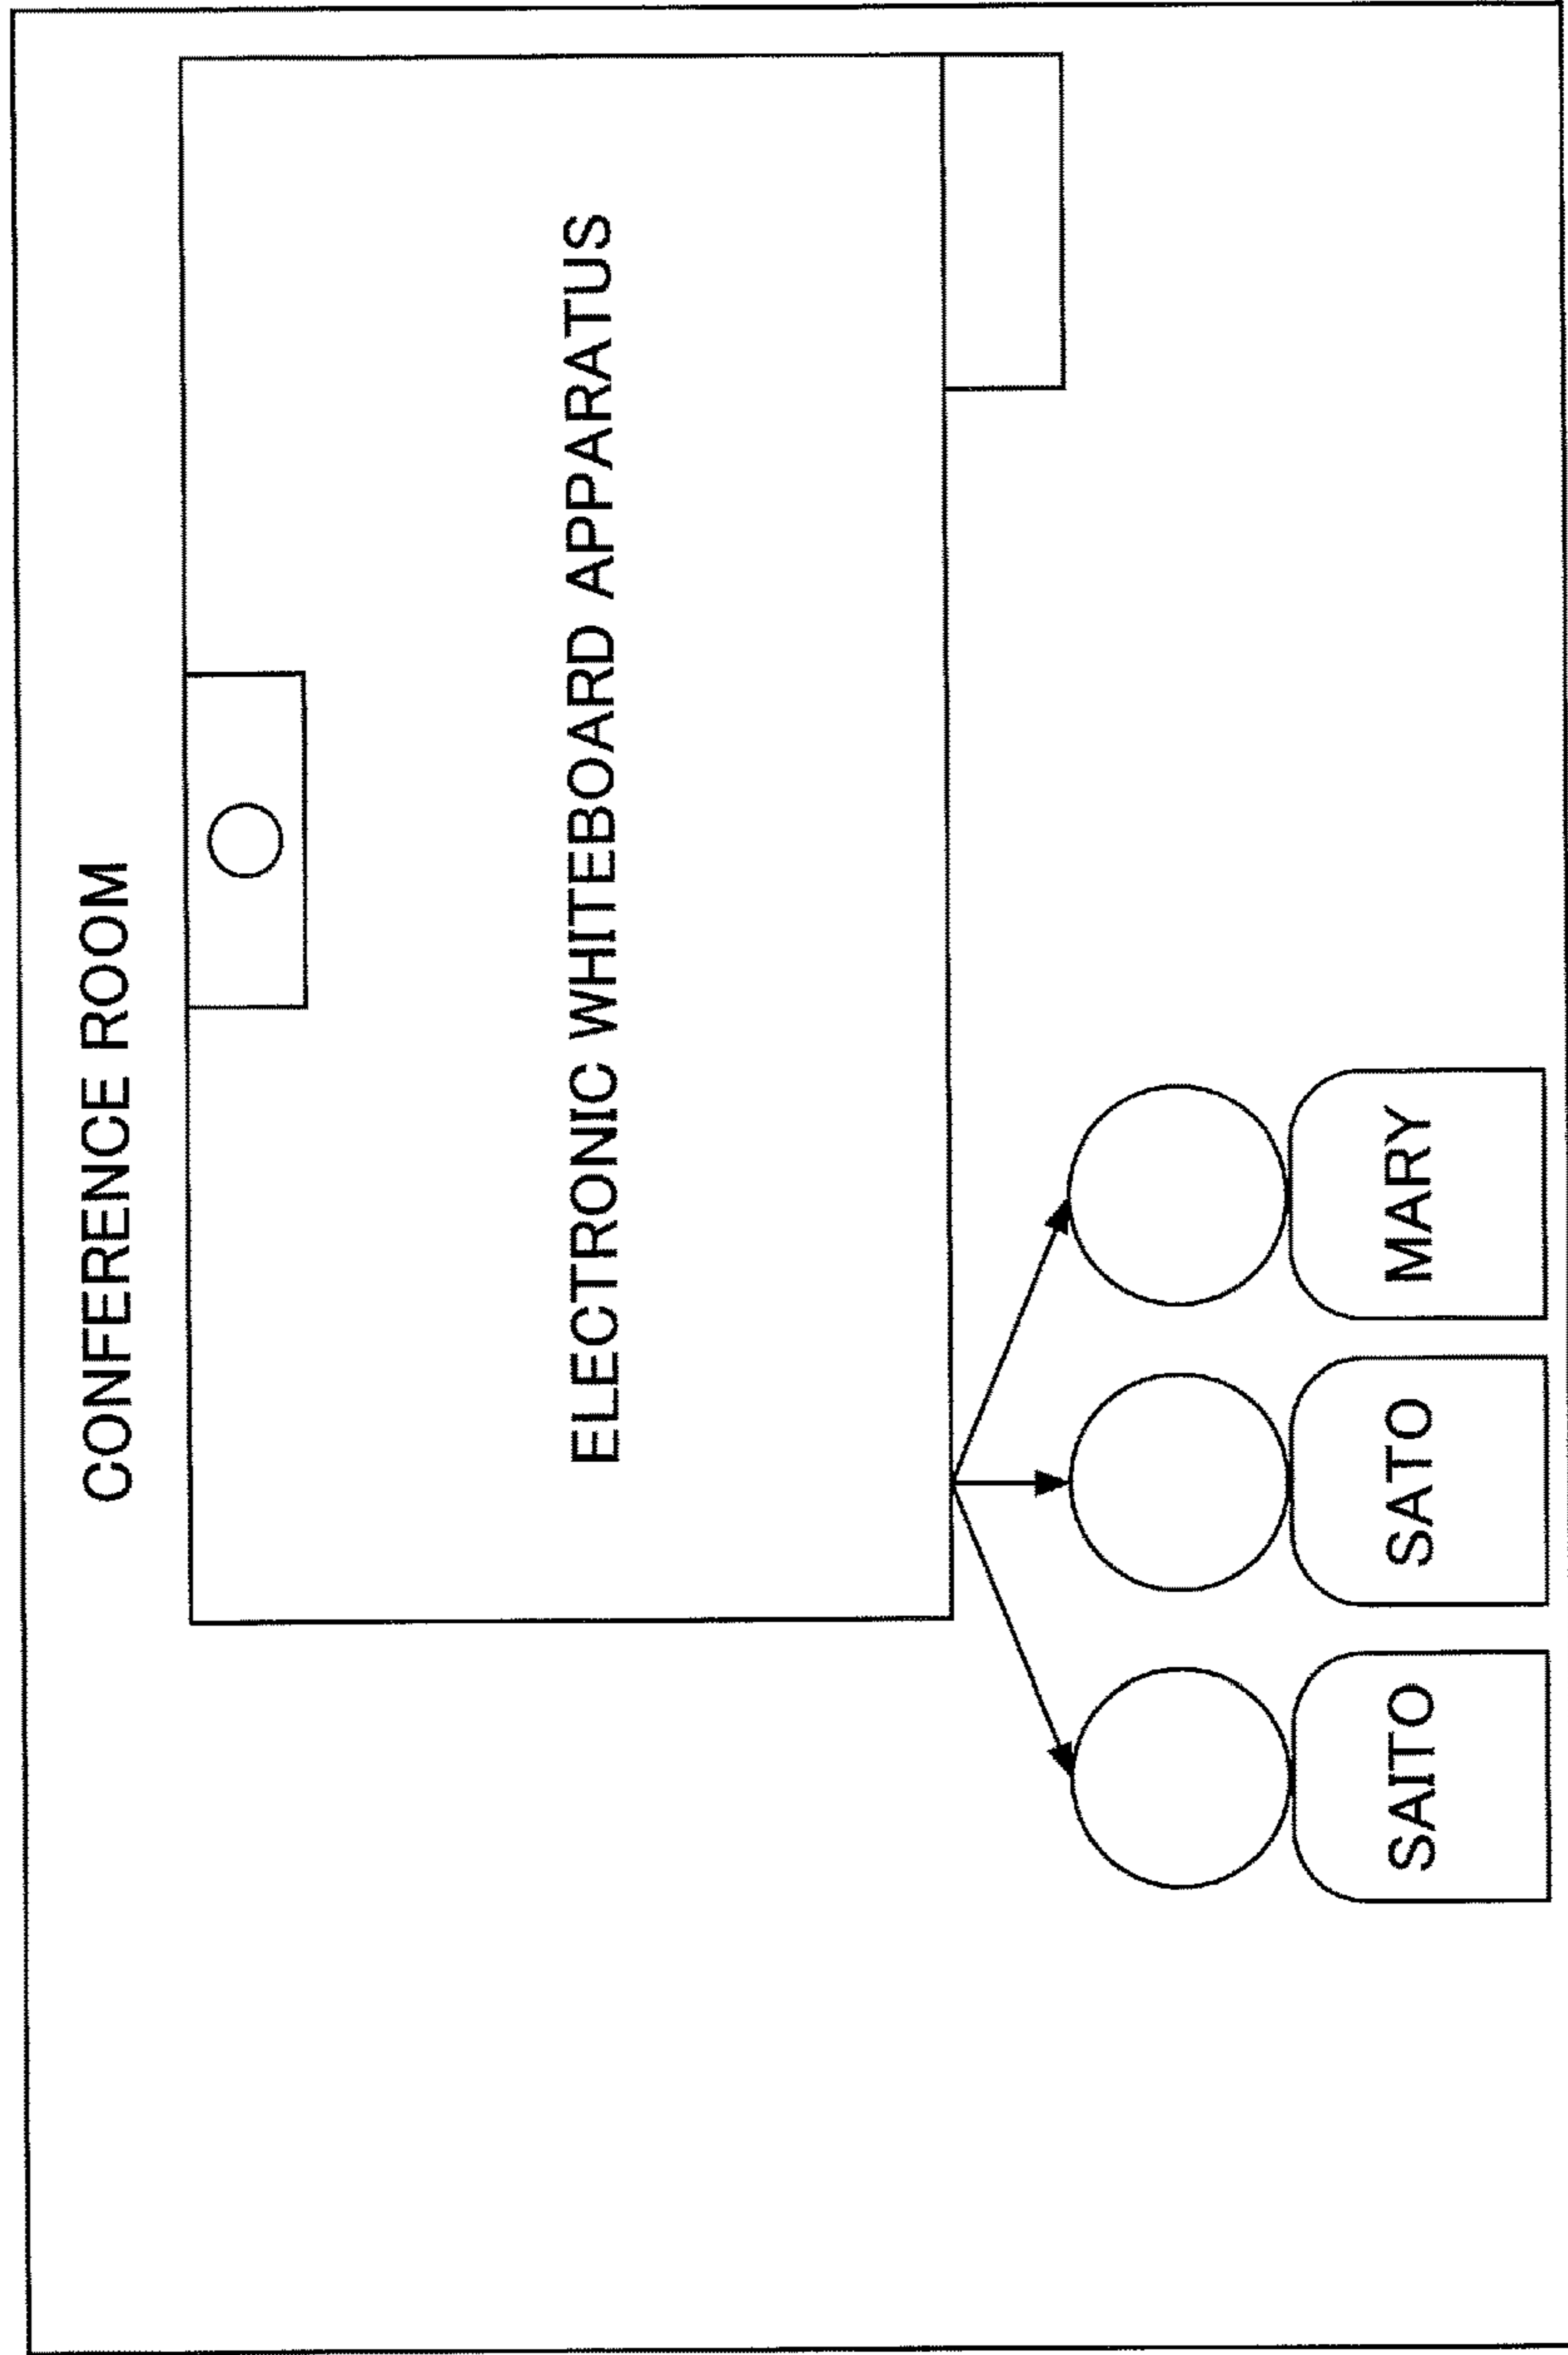 CONFERENCE ROOM
ELECTRONIC WHITEBOARD APPARATUS
SAITO
SATO
MARY